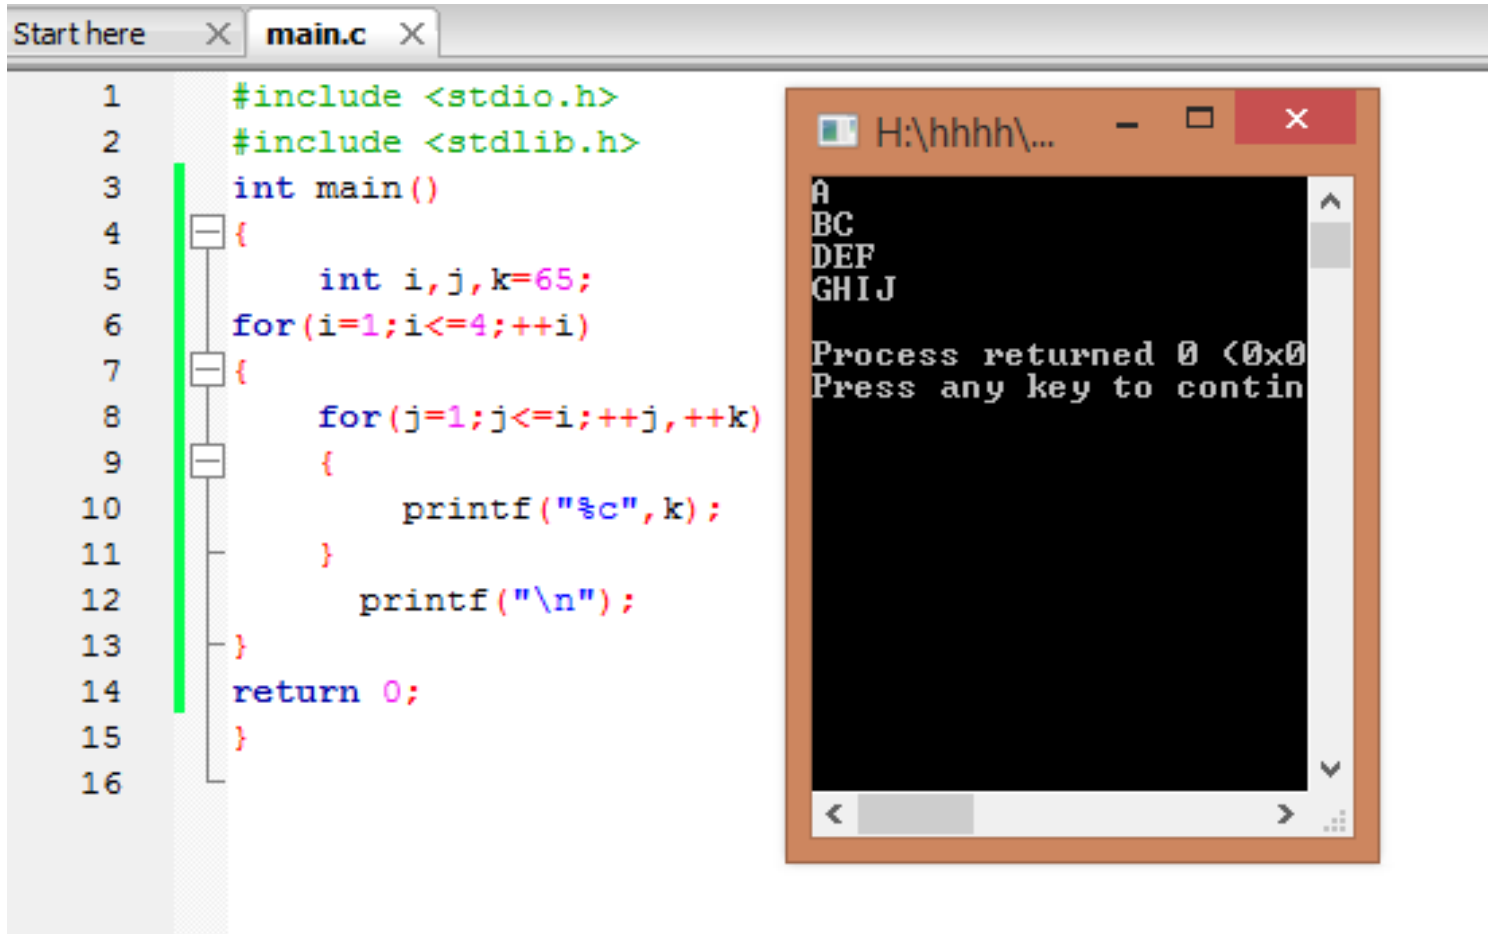 Start here main.c
1 #include <stdio.h>
2 #include <stdlib.h>
3 int main()
4 {
5 int i,j,k=65;
6 for(i=1;i<=4;++i)
7 {
8 for(j=1;j<=i;++j,++k)
9 {
10 printf("%c",k);
11 }
12 printf("\n");
13 }
14 return 0;
15 }
16
H:\hhhh\...
A
BC
DEF
GHIJ
Process returned 0 (0x0
Press any key to contin